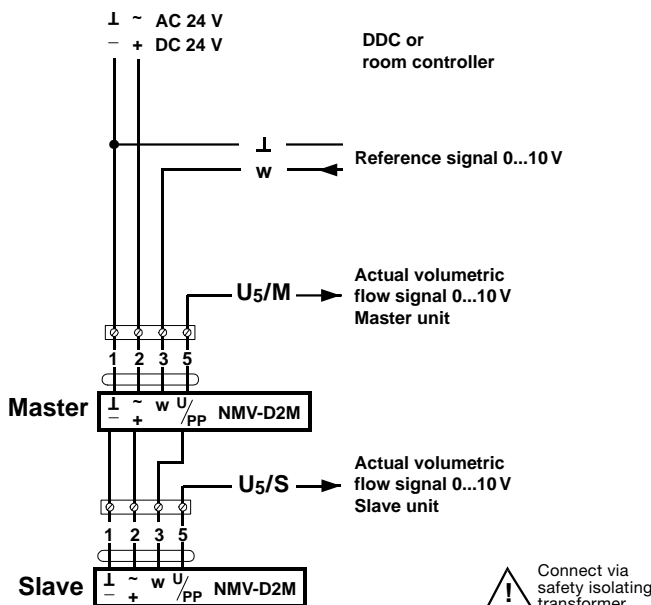 ⊥ ~ AC 24 V
– + DC 24 V
DDC or
room controller
⊥
w
Reference signal 0...10 V
U5/M
Actual volumetric
flow signal 0...10 V
Master unit
1 2 3 5
Master
⊥ ~ w U/PP NMV-D2M
– +
U5/S
Actual volumetric
flow signal 0...10 V
Slave unit
1 2 3 5
Slave
⊥ ~ w U/PP NMV-D2M
– +
!
Connect via
safety isolating
transformer